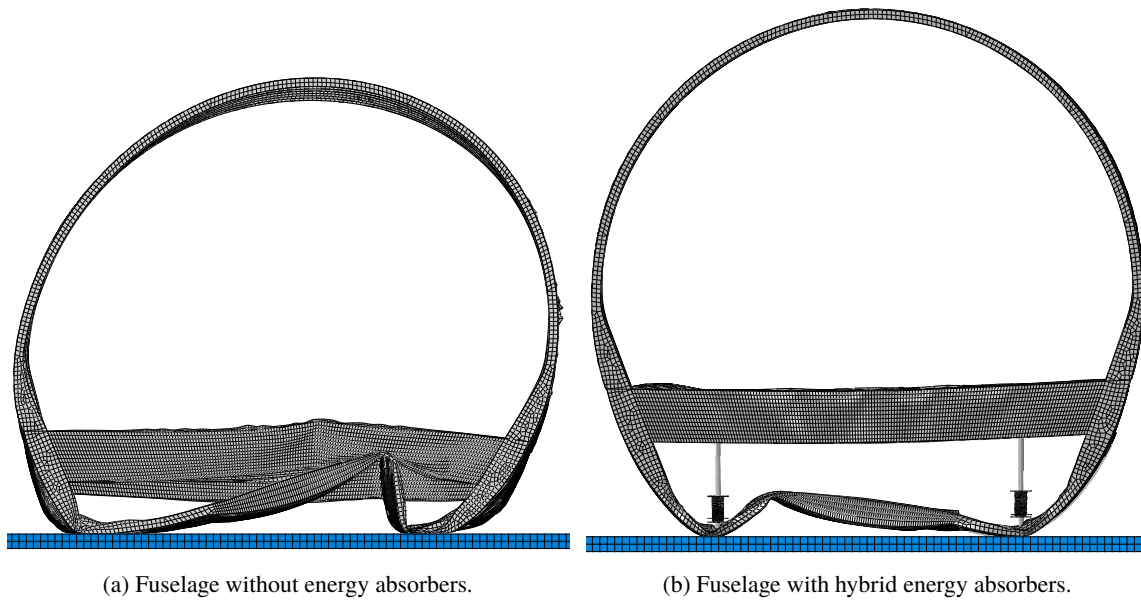 (a) Fuselage without energy absorbers.
(b) Fuselage with hybrid energy absorbers.